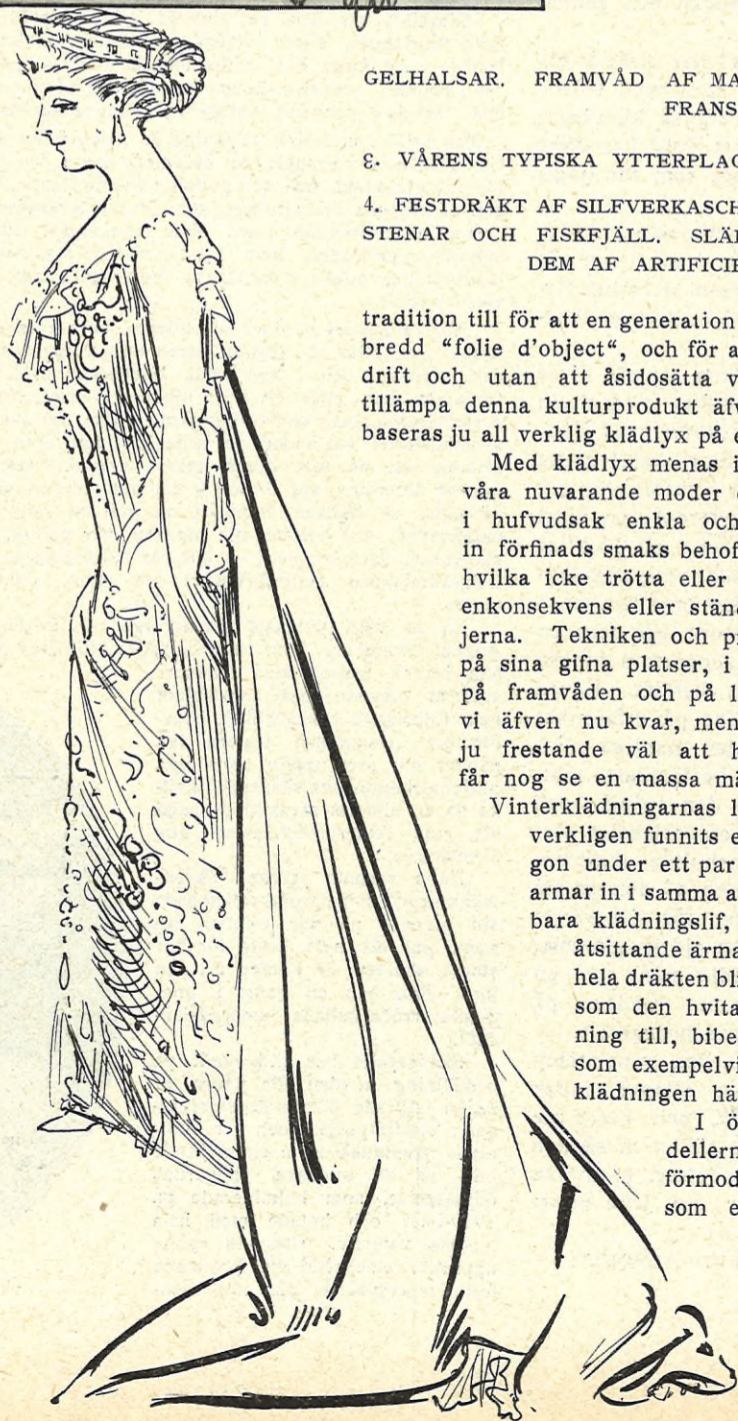 GELHALSAR. FRAMVÅD AF MA
FRANS
8. VÅRENS TYPISKA YTTERPLAG
4. FESTDRÄKT AF SILFVERKASCH
STENAR OCH FISKFJÄLL. SLÄ
DEM AF ARTIFICIE
tradition till för att en generation
bredd “folie d'object“, och för a
drift och utan att åsidosätta v
tillämpa denna kulturprodukt äfv
baseras ju all verklig klädlyx på e
Med klädlyx menas i
våra nuvarande moder
i hufvudsak enkla och
in förfinads smaks behof
hvilka icke trötta eller
enkonsekvens eller stän
jerna. Tekniken och p
på sina gifna platser, i
på framvåden och på l
vi äfven nu kvar, men
ju frestande väl att h
får nog se en massa mä
Vinterklädningarnas l
verkligen funnits e
gon under ett par
armar in i samma a
bara klädningslif,
åtsittande ärma
hela dräkten bli
som den hvita
ning till, bibe
som exempelvi
klädningen hä
I ö
dellern
förmod
som e